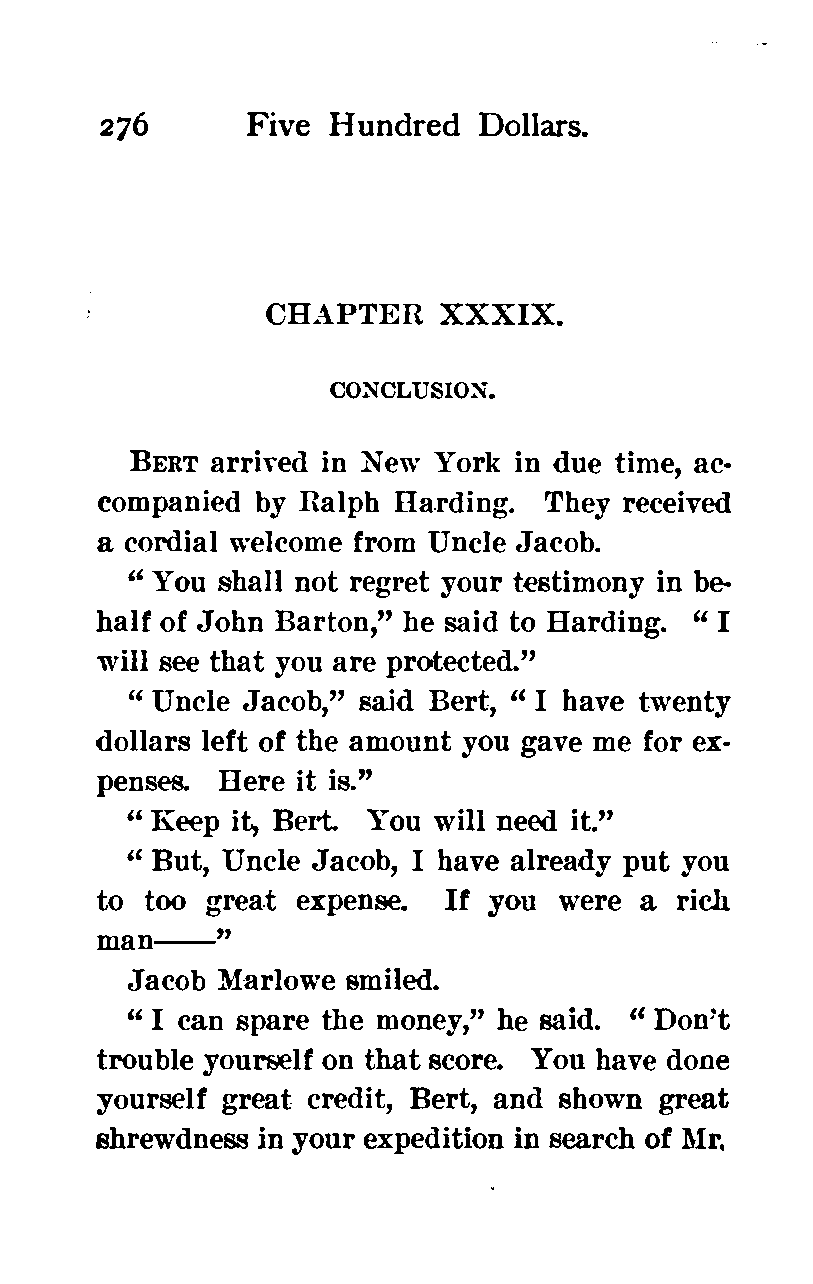 276 Five Hundred Dollars.
CHAPTER XXXIX.
CONCLUSION.
BERT arrived in New York in due time, ac-
companied by Ralph Harding. They received
a cordial welcome from Uncle Jacob.
“ You shall not regret your testimony in be-
half of John Barton,” he said to Harding. “ I
will see that you are protected.”
“ Uncle Jacob,” said Bert, “ I have twenty
dollars left of the amount you gave me for ex-
penses. Here it is.”
“ Keep it, Bert. You will need it.”
“ But, Uncle Jacob, I have already put you
to too great expense. If you were a rich
man——”
Jacob Marlowe smiled.
“ I can spare the money,” he said. “ Don’t
trouble yourself on that score. You have done
yourself great credit, Bert, and shown great
shrewdness in your expedition in search of Mr.